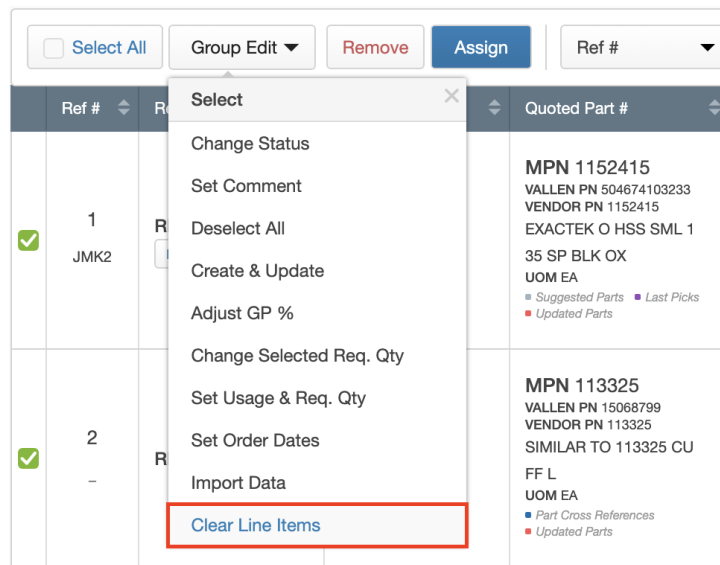 Select All
Group Edit
Remove
Assign
Ref #
Ref #
Quoted Part #
Select
Change Status
Set Comment
Deselect All
Create & Update
Adjust GP %
Change Selected Req. Qty
Set Usage & Req. Qty
Set Order Dates
Import Data
Clear Line Items
1
JMK2
MPN 1152415
VALLEN PN 504674103233
VENDOR PN 1152415
EXACTEK O HSS SML 1
35 SP BLK OX
UOM EA
Suggested Parts Last Picks
Updated Parts
2
–
MPN 113325
VALLEN PN 15068799
VENDOR PN 113325
SIMILAR TO 113325 CU
FF L
UOM EA
Part Cross References
Updated Parts